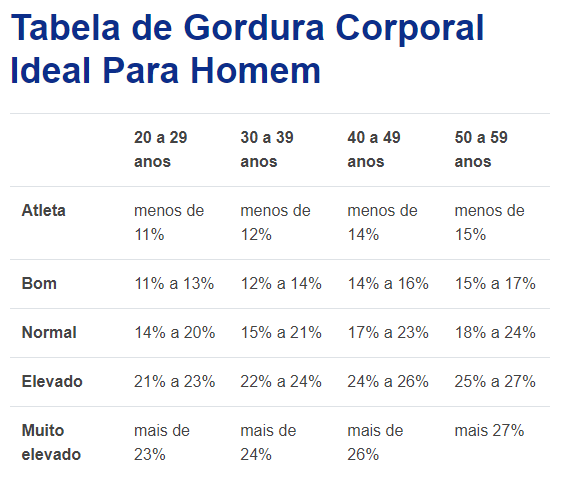 Tabela de Gordura Corporal
Ideal Para Homem
20 a 29 anos 30 a 39 anos 40 a 49 anos 50 a 59 anos
Atleta menos de 11% menos de 12% menos de 14% menos de 15%
Bom 11% a 13% 12% a 14% 14% a 16% 15% a 17%
Normal 14% a 20% 15% a 21% 17% a 23% 18% a 24%
Elevado 21% a 23% 22% a 24% 24% a 26% 25% a 27%
Muito elevado mais de 23% mais de 24% mais de 26% mais 27%